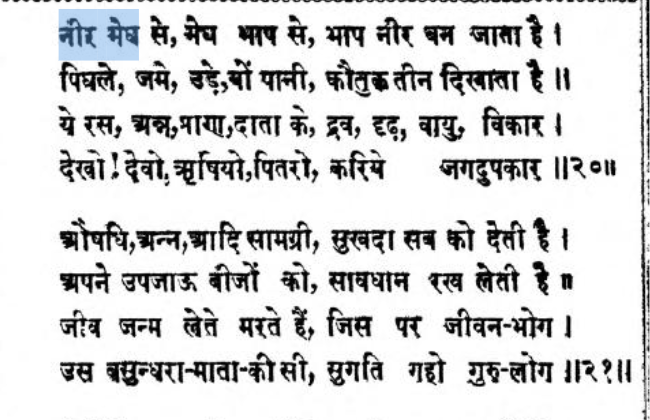 नीर मेघ से, मेघ भाप से, भाप नीर बन जाता है ।
पिघले, जमे, उड़े,यों पानी, कौतुक तीन दिखाता है ॥
ये रस, अन्न,प्राण,दाता के, द्रव, दृढ़, वायु, विकार ।
देखो! देवो, ऋषियो,पितरो, करिये जगदुपकार ॥२०॥
औषधि,अन्न,आदि सामग्री, सुखदा सब को देती है ।
अपने उपजाऊ बीजों को, सावधान रख लेती है ॥
जीव जन्म लेते मरते हैं, जिस पर जीवन-भोग ।
उस बसुन्धरा-माता-की सी, सुगति गहो गुरु-लोग ॥२१॥